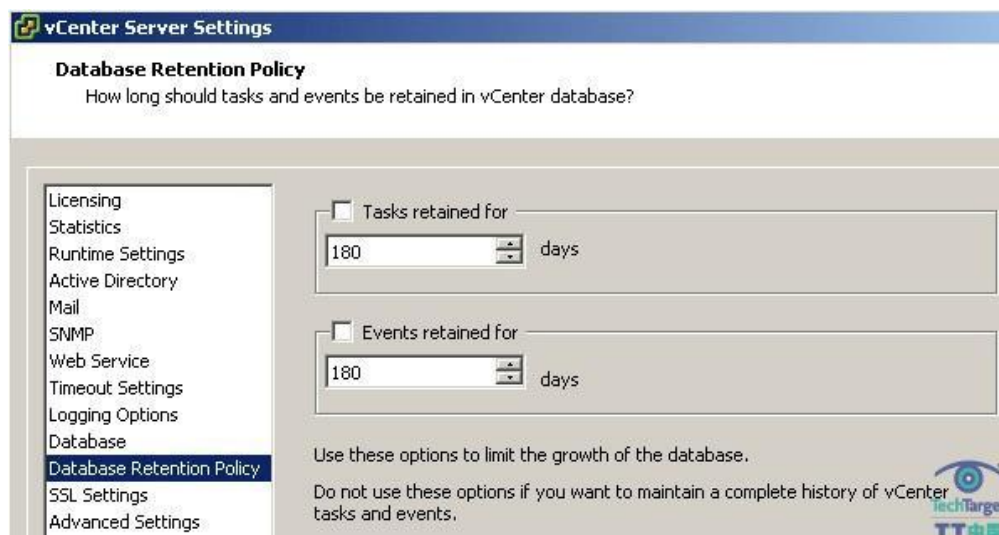 vCenter Server Settings
Database Retention Policy
How long should tasks and events be retained in vCenter database?
Licensing
Statistics
Runtime Settings
Active Directory
Mail
SNMP
Web Service
Timeout Settings
Logging Options
Database
Database Retention Policy
SSL Settings
Advanced Settings
Tasks retained for
180 days
Events retained for
180 days
Use these options to limit the growth of the database.
Do not use these options if you want to maintain a complete history of vCenter
tasks and events.
TechTarge